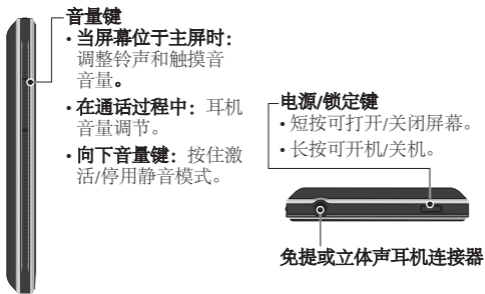 音量键
• 当屏幕位于主屏时：
调整铃声和触摸音
音量。
• 在通话过程中：耳机
音量调节。
• 向下音量键：按住激
活/停用静音模式。
电源/锁定键
• 短按可打开/关闭屏幕。
• 长按可开机/关机。
免提或立体声耳机连接器